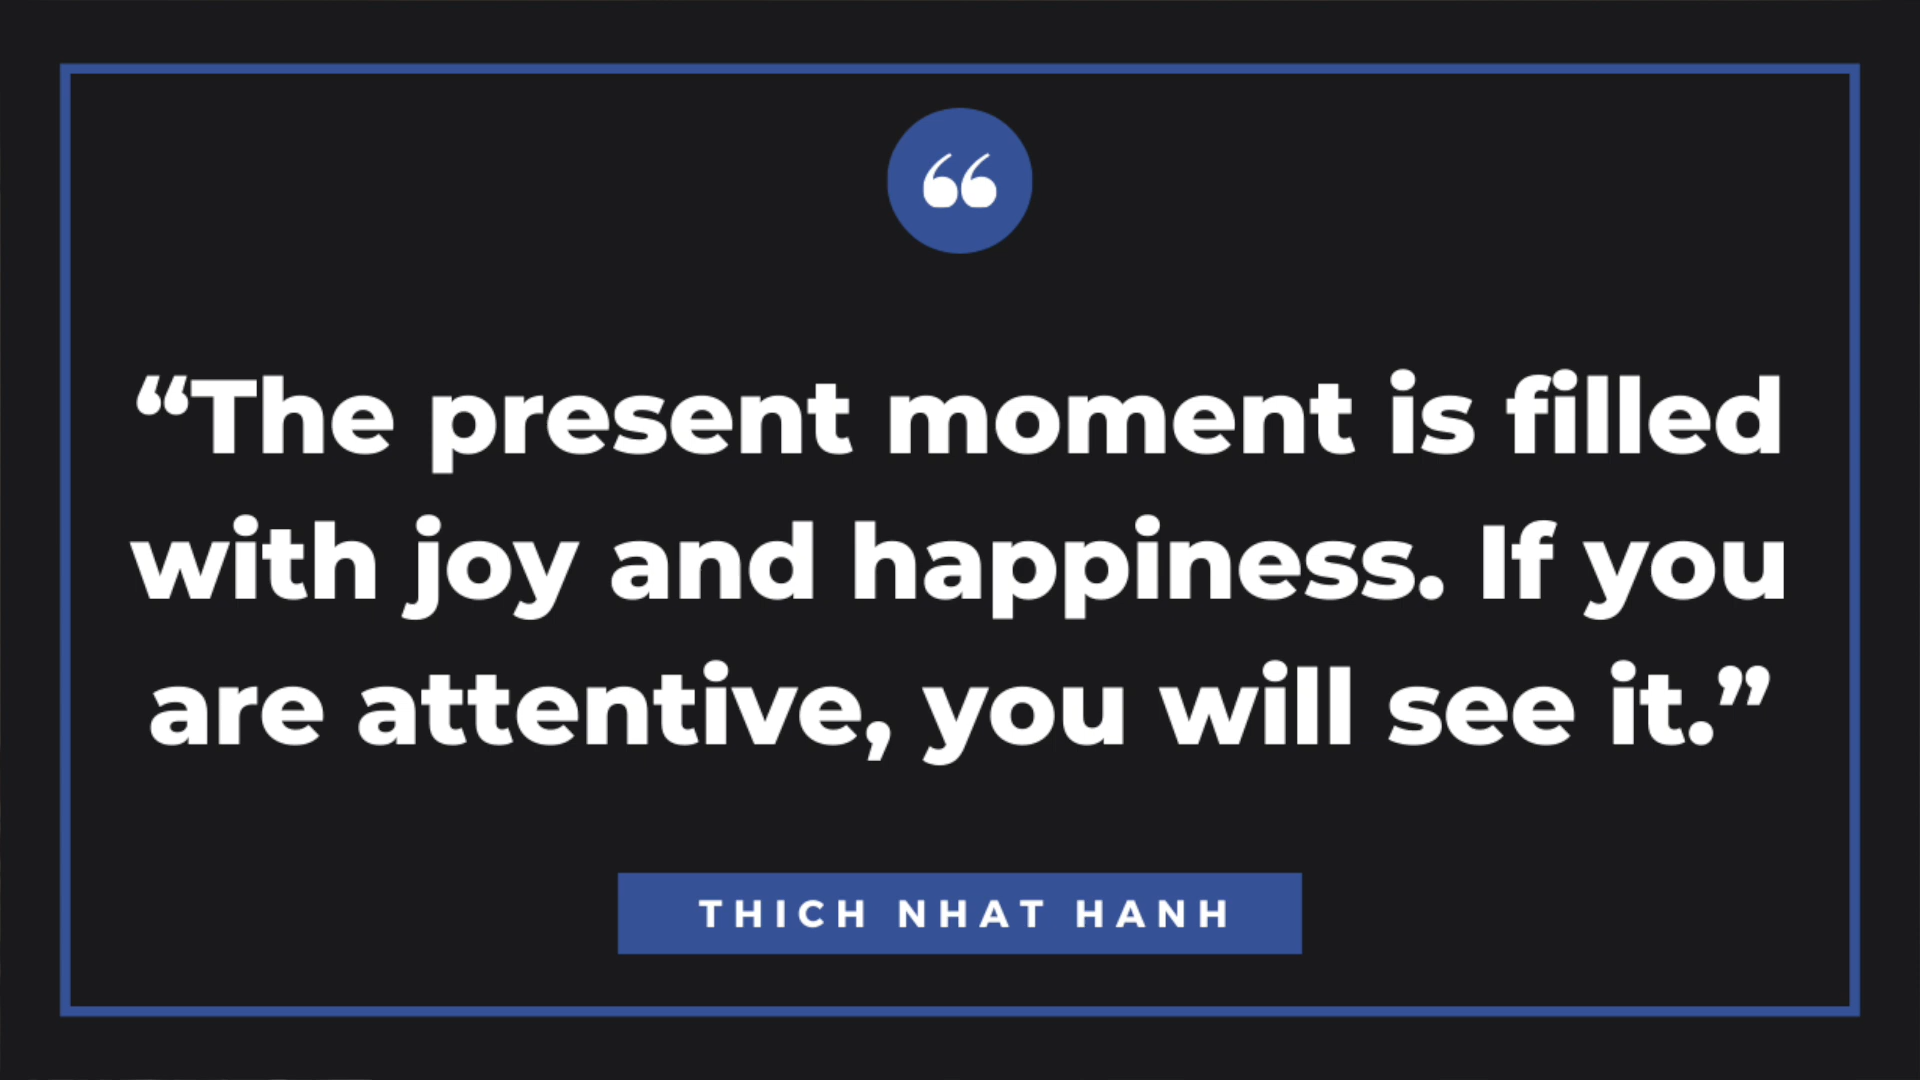 “The present moment is filled
with joy and happiness. If you
are attentive, you will see it.”
THICH NHAT HANH